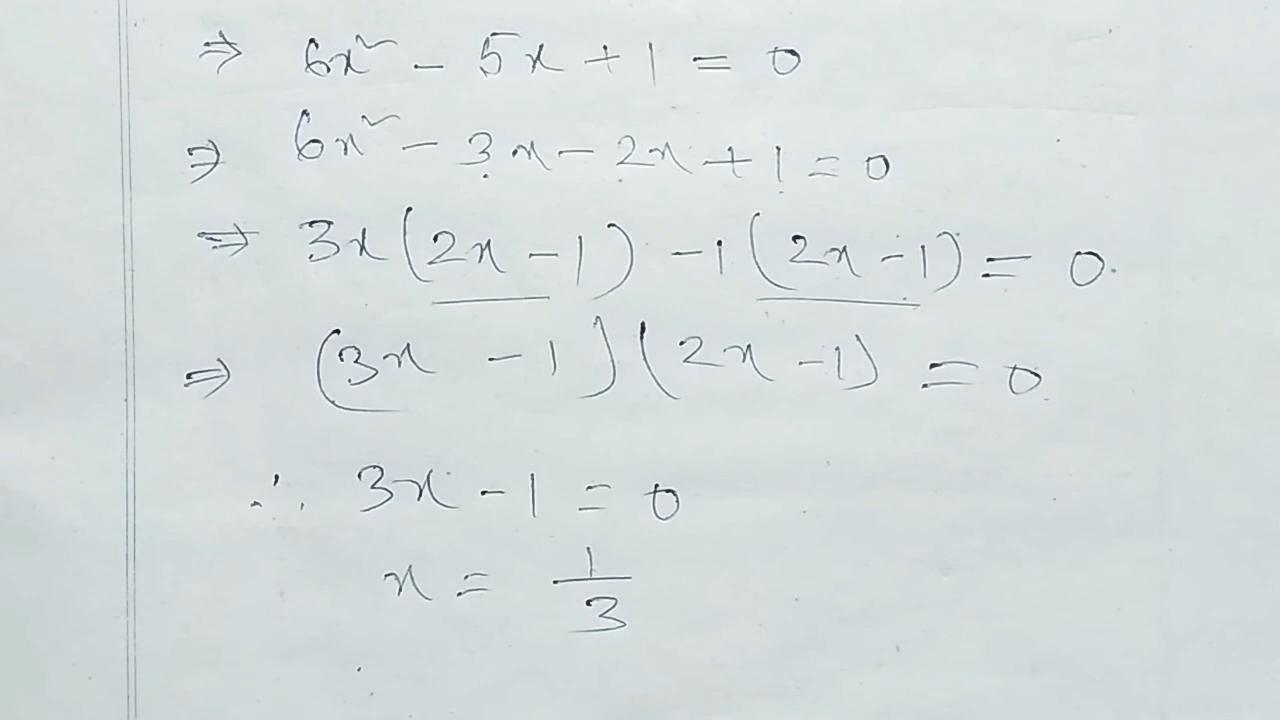 ⇒ 6x² - 5x + 1 = 0
⇒ 6x² - 3x - 2x + 1 = 0
⇒ 3x(2x - 1) - 1(2x - 1) = 0
⇒ (3x - 1)(2x - 1) = 0
∴ 3x - 1 = 0
x = 1/3